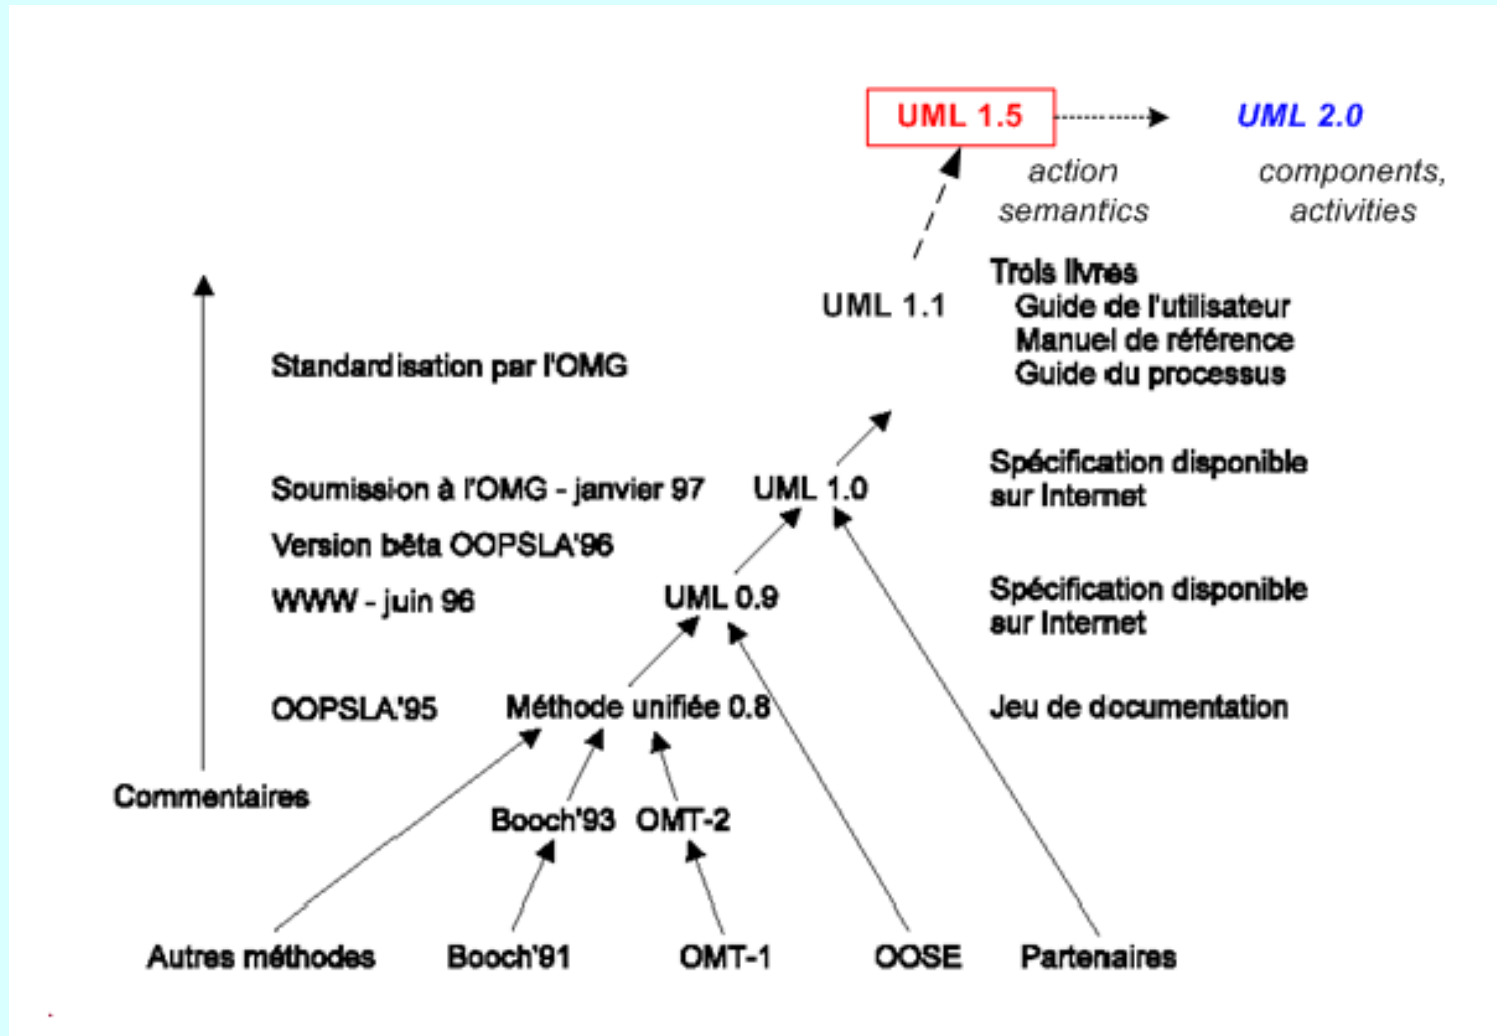 UML 1.5
UML 2.0
action
semantics
components,
activities
Trois livres
UML 1.1
Guide de l'utilisateur
Manuel de référence
Standardisation par l'OMG
Guide du processus
Spécification disponible
Soumission à l'OMG - janvier 97
UML 1.0
sur Internet
Version bêta OOPSLA'96
WWW - juin 96
UML 0.9
Spécification disponible
sur Internet
OOPSLA'95
Méthode unifiée 0.8
Jeu de documentation
Commentaires
Booch'93
OMT-2
Autres méthodes
Booch'91
OMT-1
OOSE
Partenaires